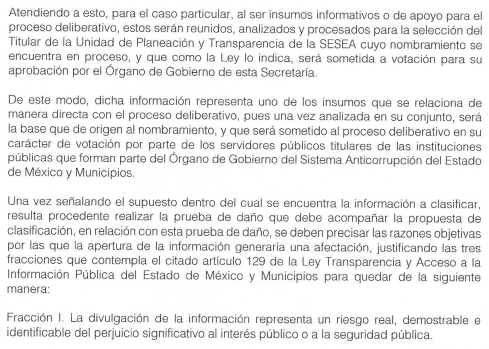 Atendiendo a esto, para el caso particular, al ser insumos informativos o de apoyo para el
proceso deliberativo, estos serán reunidos, analizados y procesados para la selección del
Titular de la Unidad de Planeación y Transparencia de la SESEA cuyo nombramiento se
encuentra en proceso, y que como la Ley lo indica, será sometida a votación para su
aprobación por el Órgano de Gobierno de esta Secretaría.

De este modo, dicha información representa uno de los insumos que se relaciona de
manera directa con el proceso deliberativo, pues una vez analizada en su conjunto, será
la base que de origen al nombramiento, y que será sometido al proceso deliberativo en su
carácter de votación por parte de los servidores públicos titulares de las instituciones
públicas que forman parte del Órgano de Gobierno del Sistema Anticorrupción del Estado
de México y Municipios.

Una vez señalando el supuesto dentro del cual se encuentra la información a clasificar,
resulta procedente realizar la prueba de daño que debe acompañar la propuesta de
clasificación, en relación con esta prueba de daño, se deben precisar las razones objetivas
por las que la apertura de la información generaría una afectación, justificando las tres
fracciones que contempla el citado artículo 129 de la Ley Transparencia y Acceso a la
Información Pública del Estado de México y Municipios para quedar de la siguiente
manera:

Fracción I. La divulgación de la información representa un riesgo real, demostrable e
identificable del perjuicio significativo al interés público o a la seguridad pública.